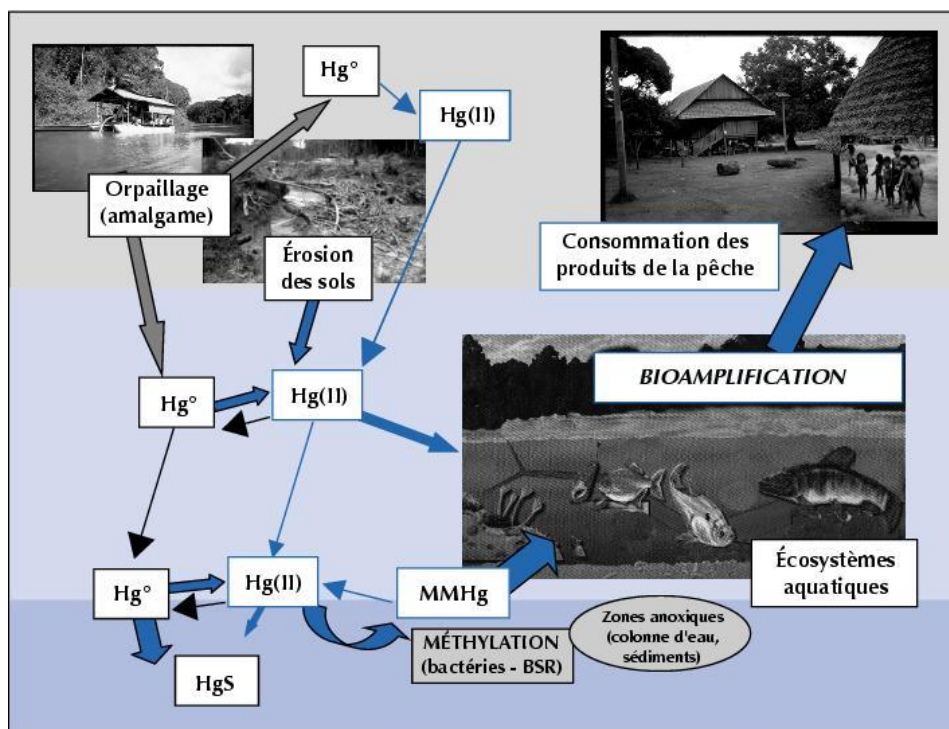 Hg°
Hg(II)
Orpaillage
(amalgame)
Érosion
des sols
Consommation des
produits de la pêche
BIOAMPLIFICATION
Hg°
Hg(II)
Écosystèmes
aquatiques
Hg°
Hg(II)
MMHg
Zones anoxiques
(colonne d'eau,
sédiments)
MÉTHYLATION
(bactéries - BSR)
HgS